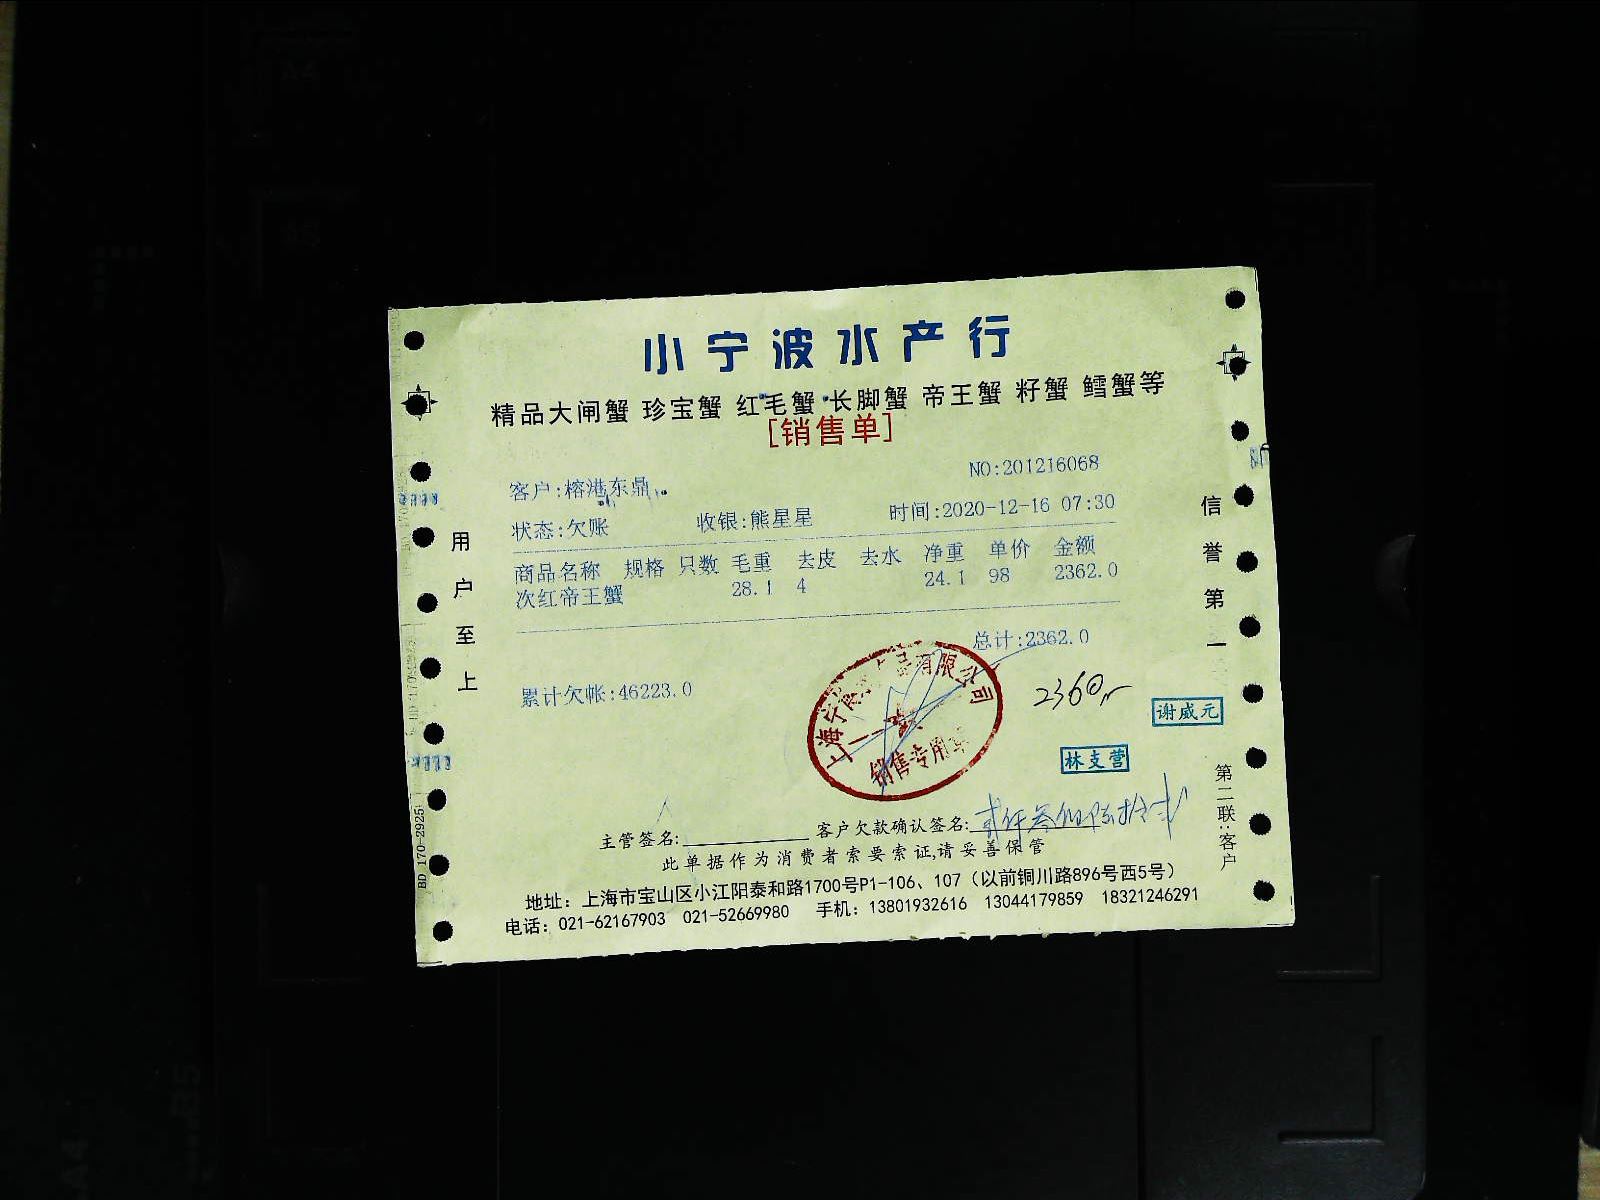 小宁波水产行
精品大闸蟹 珍宝蟹 红毛蟹 长脚蟹 帝王蟹 籽蟹 鳕蟹等
[销售单]
NO:201216068
客户:榕港东鼎
状态:欠账 收银:熊星星 时间:2020-12-16 07:30
商品名称 规格 只数 毛重 去皮 去水 净重 单价 金额
次红帝王蟹 28.1 4 24.1 98 2362.0
总计:2362.0
累计欠帐:46223.0
2360
谢威元
林支营
销售专用章
主管签名: 客户欠款确认签名:
此单据作为消费者索要索证,请妥善保管
地址: 上海市宝山区小江阳泰和路1700号P1-106、107 (以前铜川路896号西5号)
电话: 021-62167903 021-52669980 手机: 13801932616 13044179859 18321246291
用户至上
信誉第一
第二联:客户
BD 170-2925